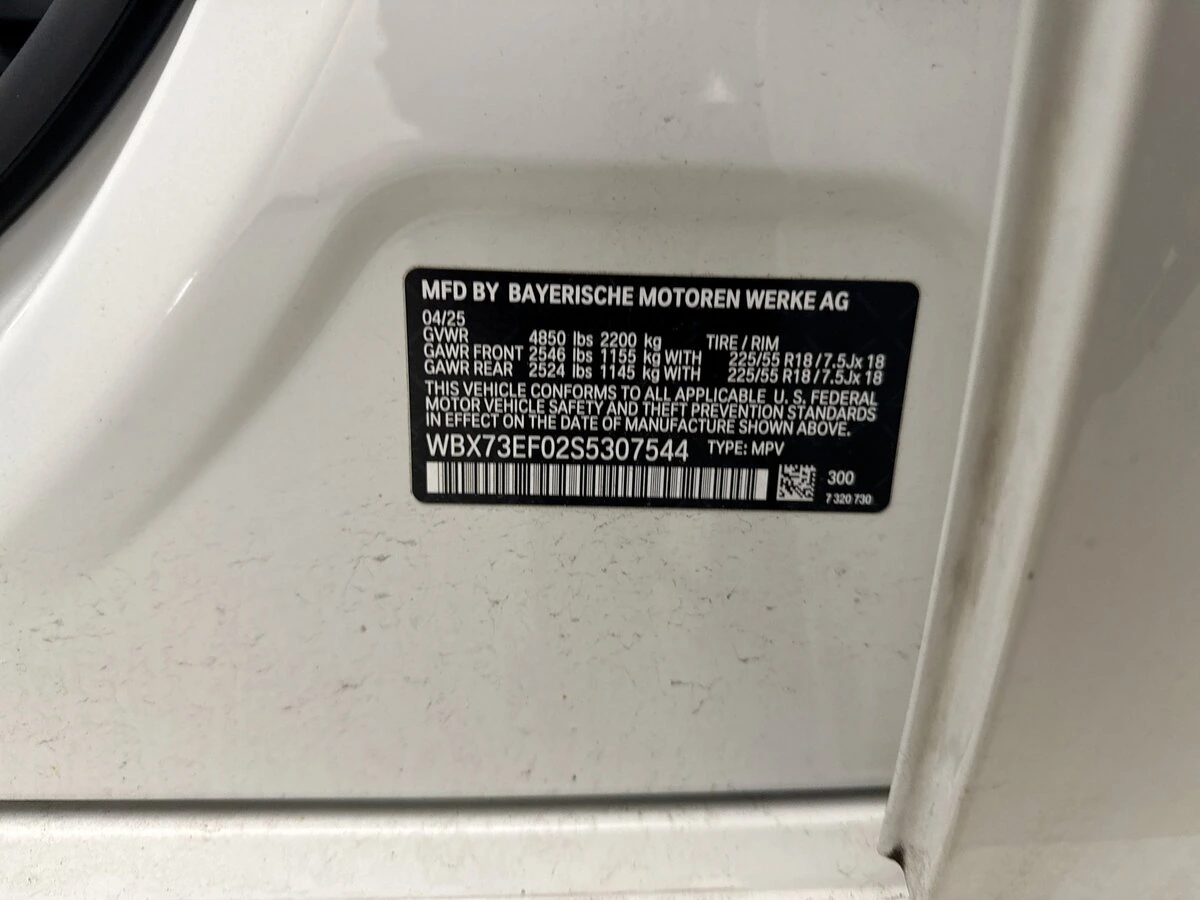 MFD BY BAYERISCHE MOTOREN WERKE AG
04/25
GVWR 4850 lbs 2200 kg TIRE / RIM
GAWR FRONT 2546 lbs 1155 kg WITH 225/55 R18 / 7.5Jx 18
GAWR REAR 2524 lbs 1145 kg WITH 225/55 R18 / 7.5Jx 18
THIS VEHICLE CONFORMS TO ALL APPLICABLE U. S. FEDERAL
MOTOR VEHICLE SAFETY AND THEFT PREVENTION STANDARDS
IN EFFECT ON THE DATE OF MANUFACTURE SHOWN ABOVE.
WBX73EF02S5307544 TYPE: MPV
300
7 320 730